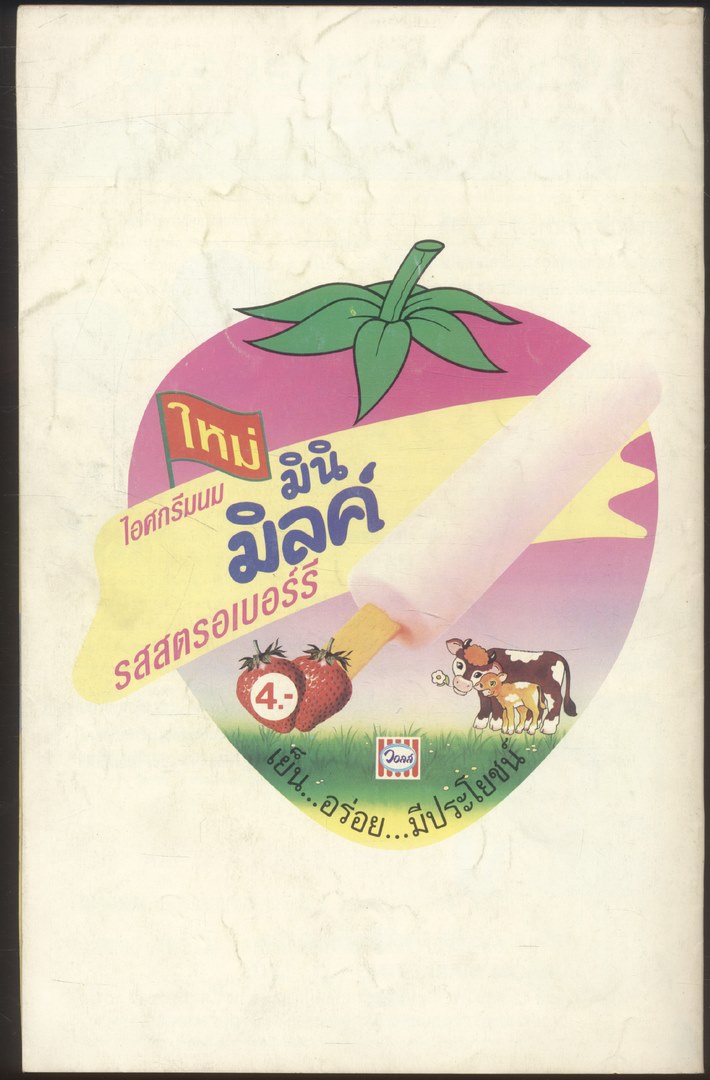 ใหม่
ไอศกรีมนม
มินิ
มิลค์
รสสตรอเบอร์รี
4.-
วอลล์
เย็น...อร่อย...มีประโยชน์